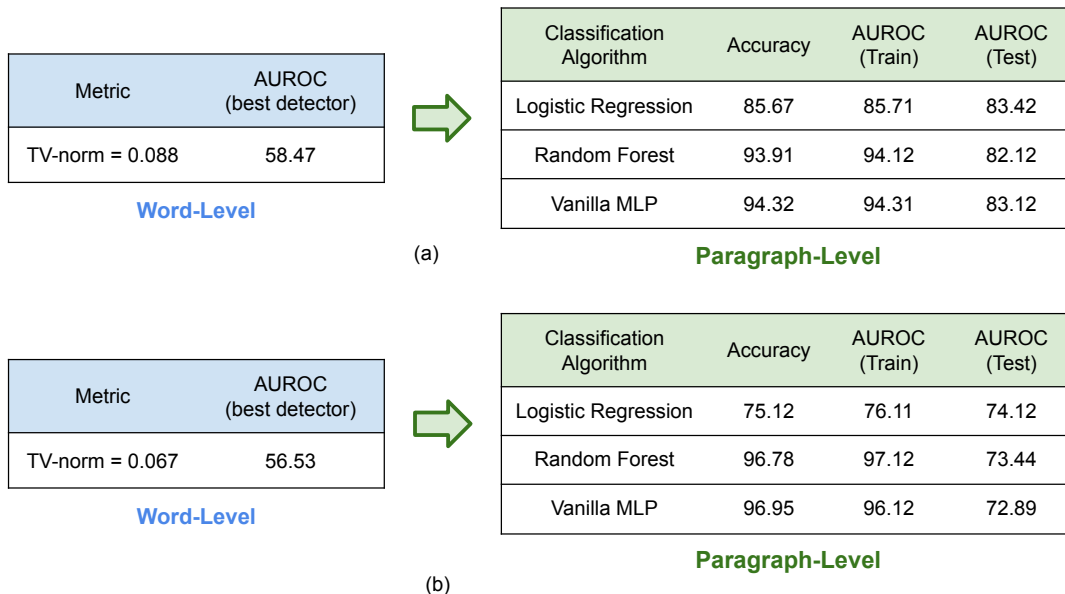 Metric AUROC (best detector)
TV-norm = 0.088 58.47
Word-Level
Classification Algorithm Accuracy AUROC (Train) AUROC (Test)
Logistic Regression 85.67 85.71 83.42
Random Forest 93.91 94.12 82.12
Vanilla MLP 94.32 94.31 83.12
Paragraph-Level
(a)
Metric AUROC (best detector)
TV-norm = 0.067 56.53
Word-Level
Classification Algorithm Accuracy AUROC (Train) AUROC (Test)
Logistic Regression 75.12 76.11 74.12
Random Forest 96.78 97.12 73.44
Vanilla MLP 96.95 96.12 72.89
Paragraph-Level
(b)